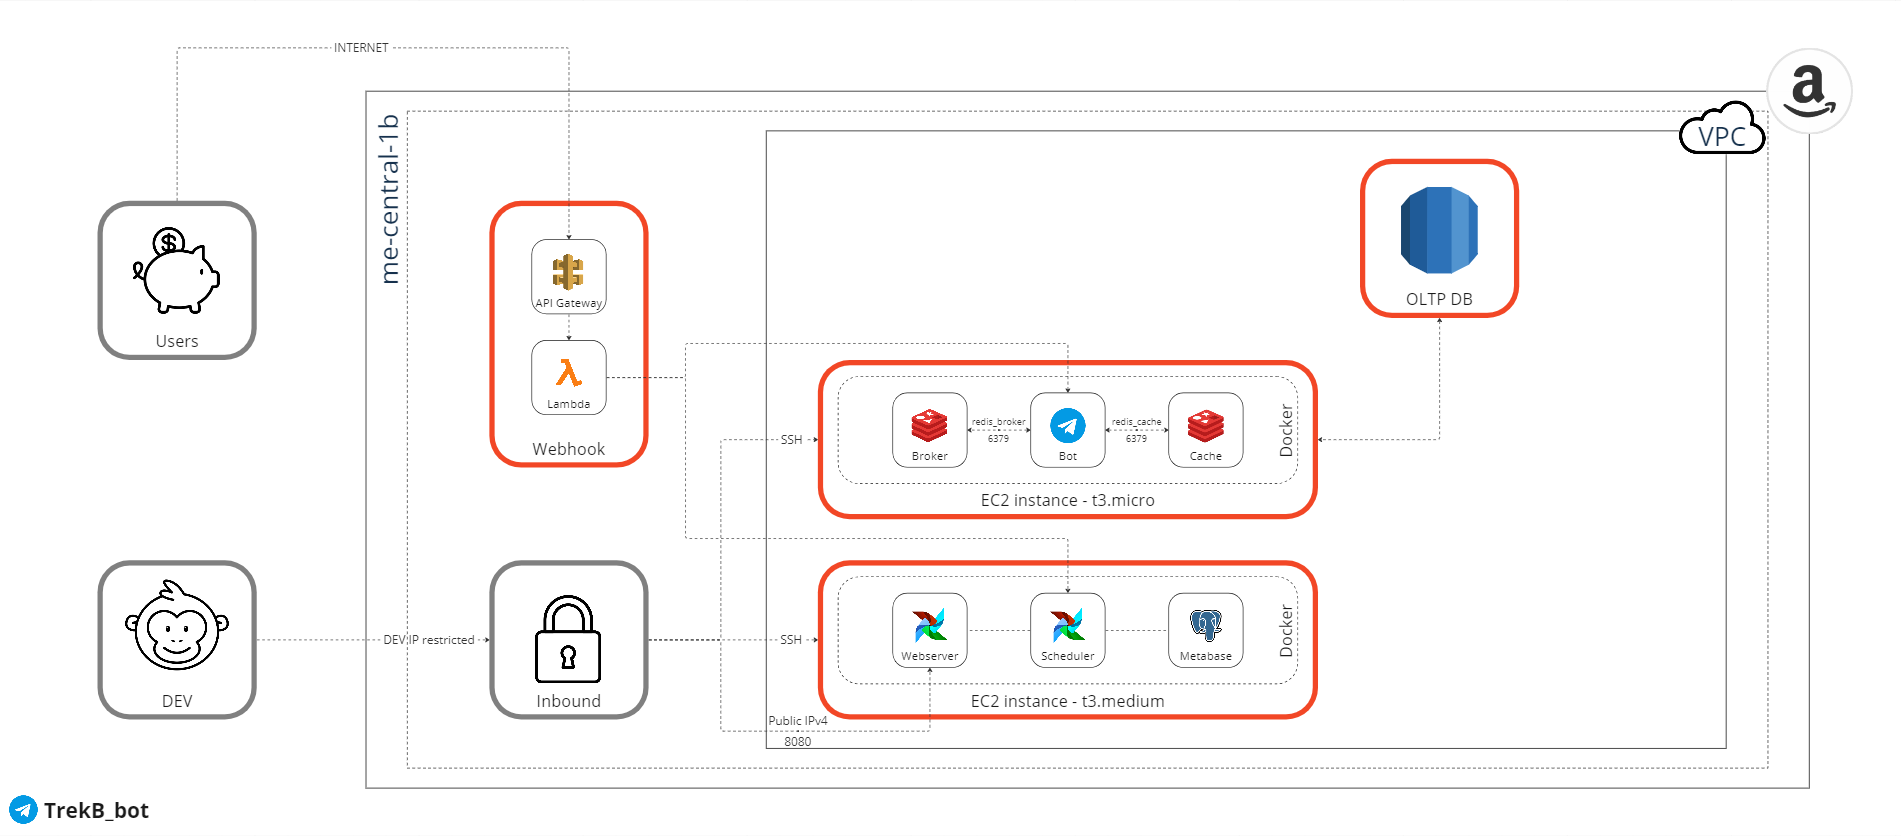 INTERNET
me-central-1b
VPC
a
Users
API Gateway
Lambda
Webhook
OLTP DB
SSH
Broker
redis_broker
6379
Bot
redis_cache
6379
Cache
Docker
EC2 instance - t3.micro
DEV
DEV IP restricted
Inbound
SSH
Webserver
Scheduler
Metabase
Docker
EC2 instance - t3.medium
Public IPv4
8080
TrekB_bot